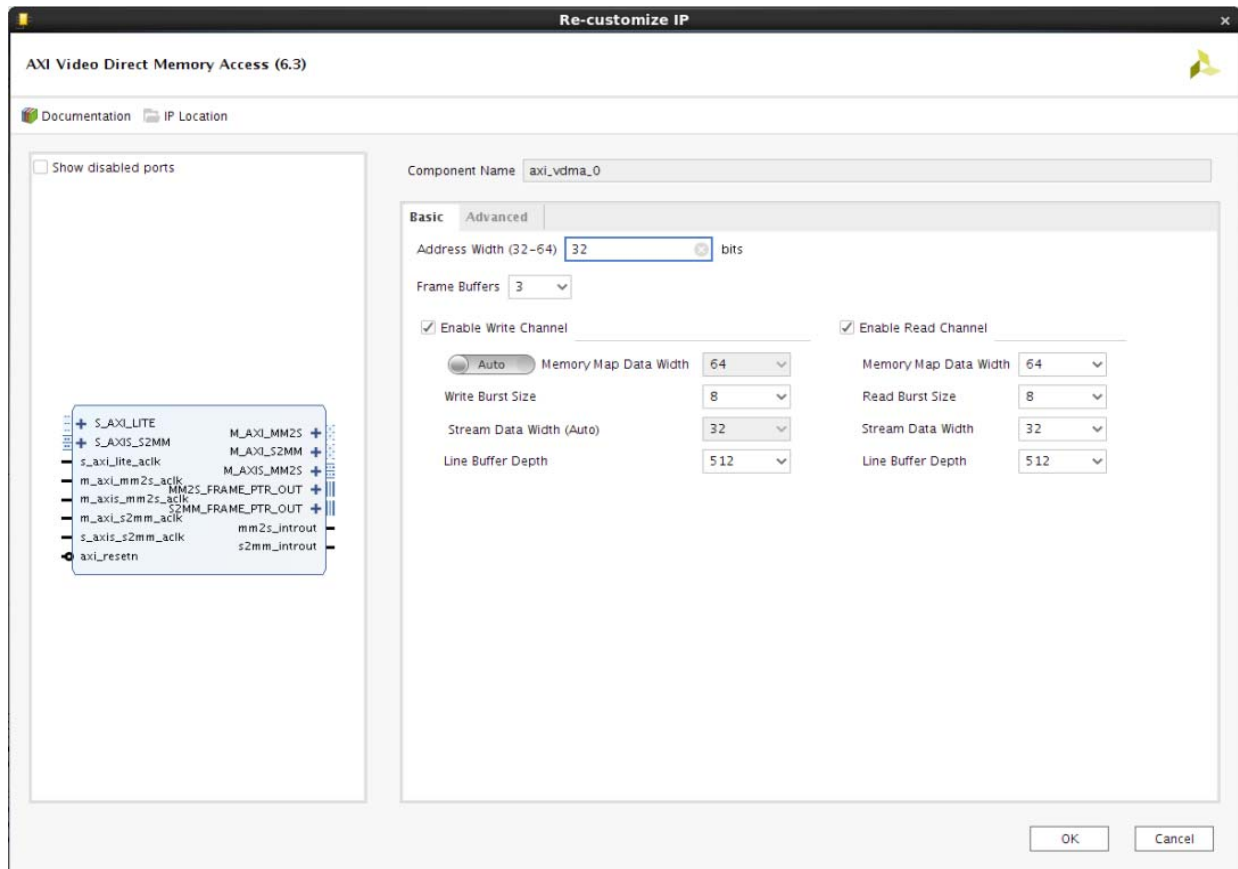 Re-customize IP
AXI Video Direct Memory Access (6.3)
Documentation IP Location
Show disabled ports
S_AXI_LITE
S_AXIS_S2MM
s_axi_lite_aclk
m_axi_mm2s_aclk
m_axis_mm2s_aclk
m_axi_s2mm_aclk
s_axis_s2mm_aclk
axi_resetn
M_AXI_MM2S
M_AXI_S2MM
M_AXIS_MM2S
MM2S_FRAME_PTR_OUT
S2MM_FRAME_PTR_OUT
mm2s_introut
s2mm_introut
Component Name axi_vdma_0
Basic Advanced
Address Width (32-64) 32 bits
Frame Buffers 3
Enable Write Channel
Auto Memory Map Data Width 64
Write Burst Size 8
Stream Data Width (Auto) 32
Line Buffer Depth 512
Enable Read Channel
Memory Map Data Width 64
Read Burst Size 8
Stream Data Width 32
Line Buffer Depth 512
OK Cancel